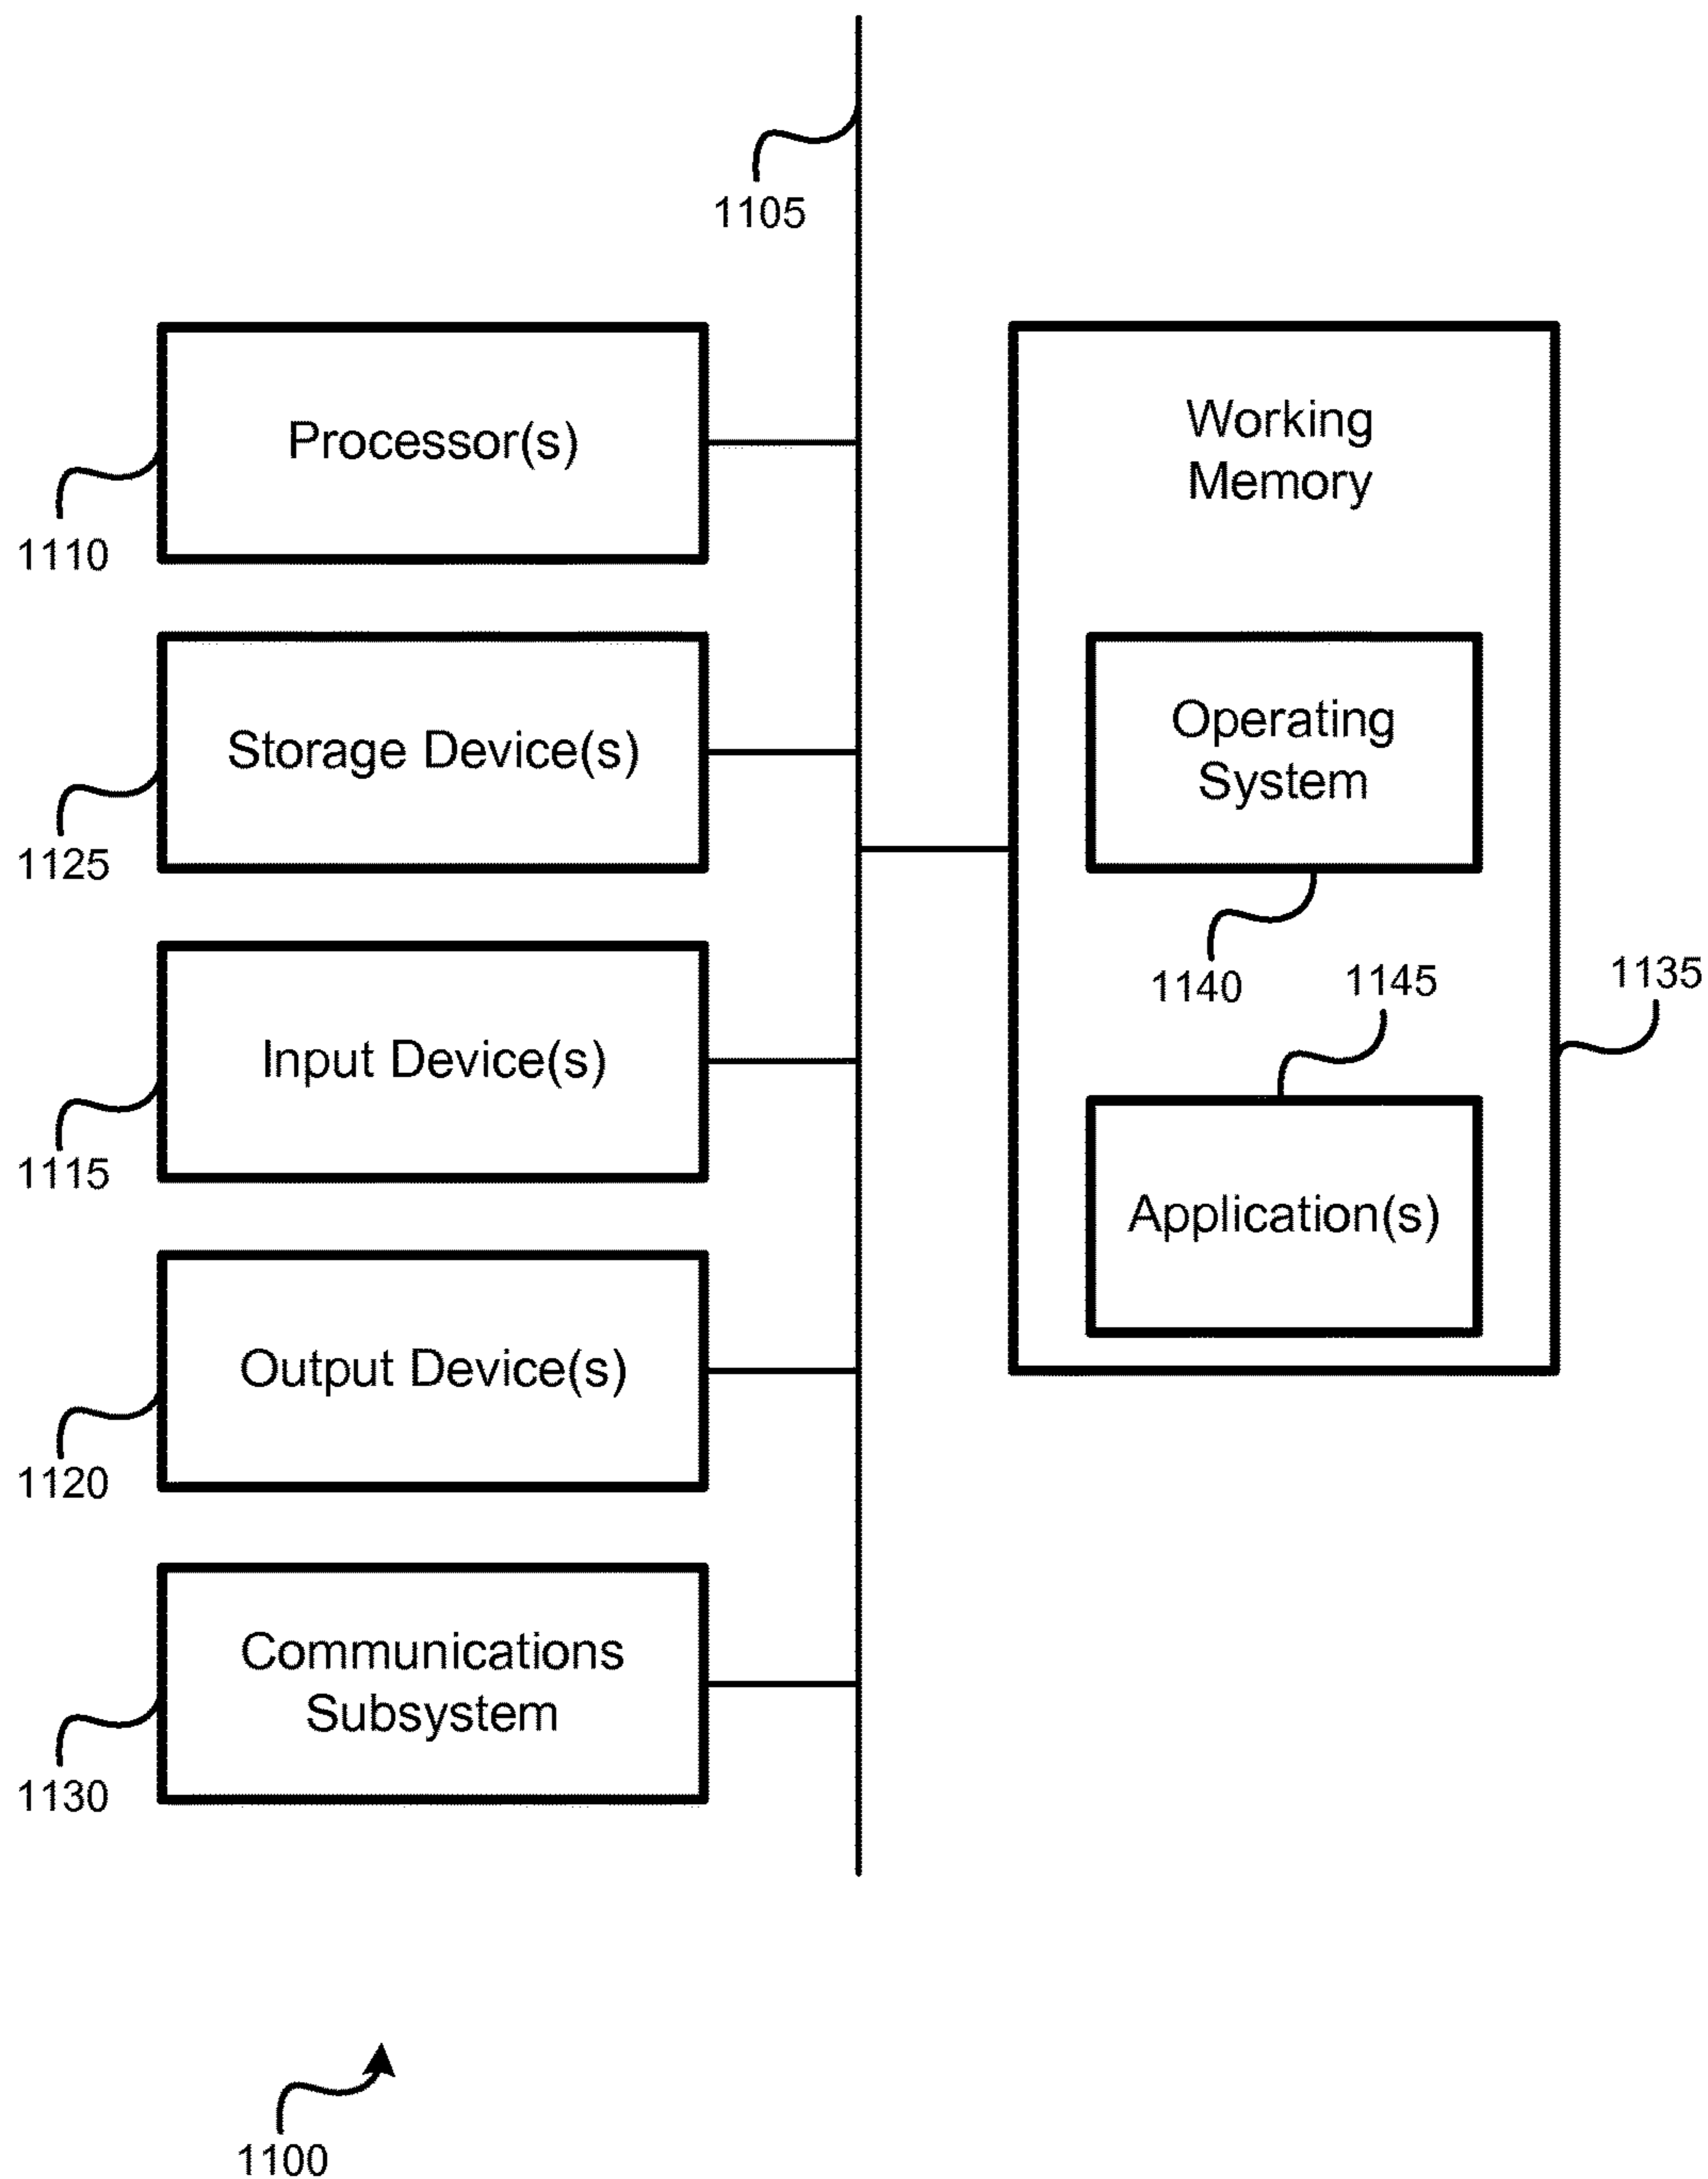 1105
Processor(s)
1110
Storage Device(s)
1125
Input Device(s)
1115
Output Device(s)
1120
Communications
Subsystem
1130
Working
Memory
Operating
System
1140
1145
1135
Application(s)
1100